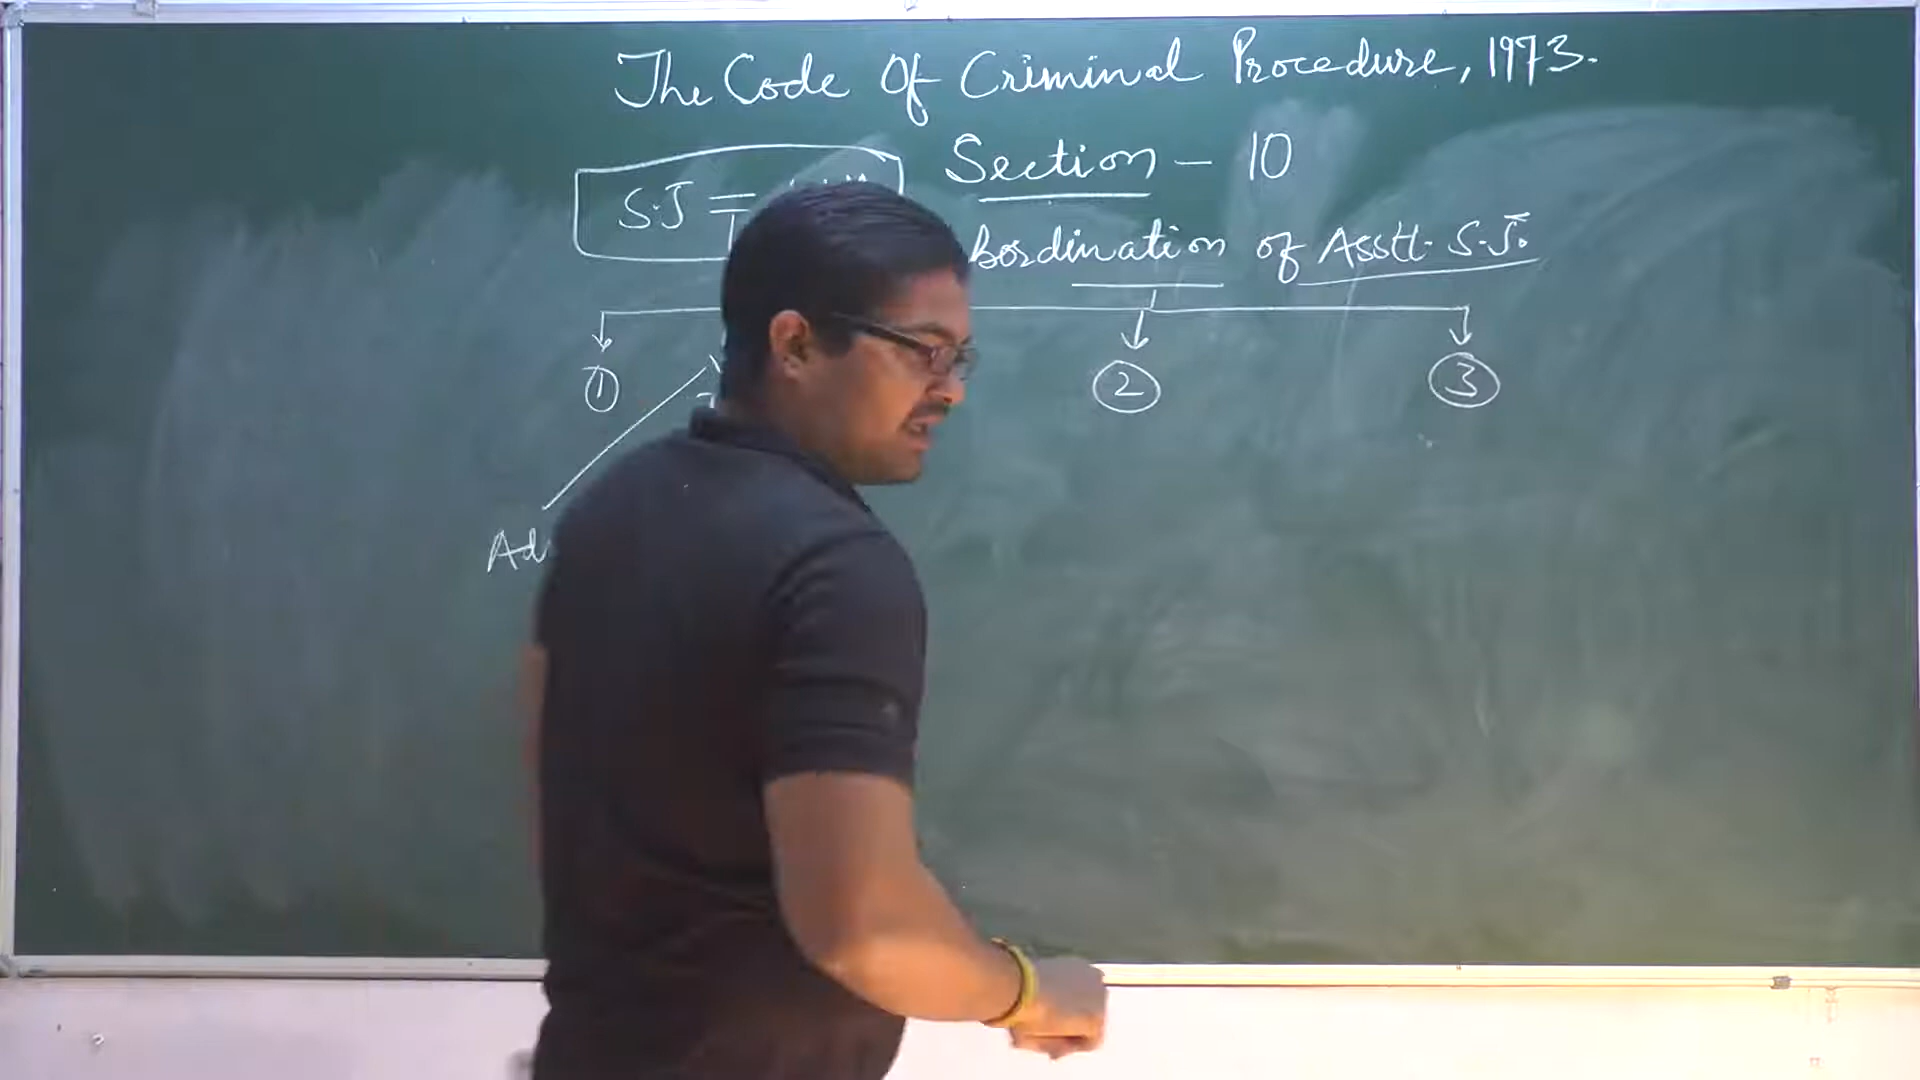 The Code Of Criminal Procedure, 1973.
Section - 10
S.J =
bordination of Asstt. S.J.
1 2 3
Ad